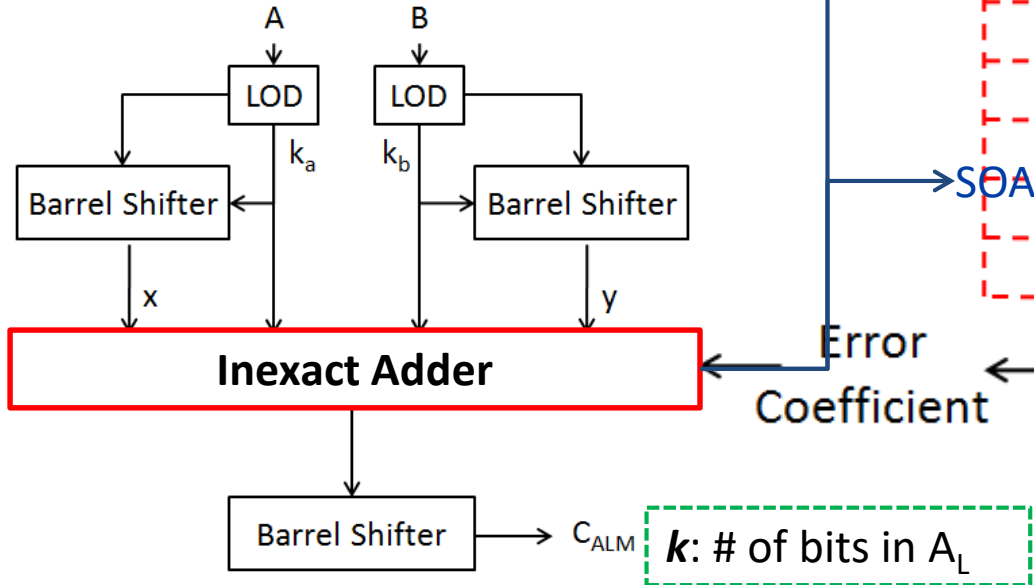 A B
LOD LOD
k_a k_b
Barrel Shifter Barrel Shifter
SOA
x y
Inexact Adder
Error
Coefficient
Barrel Shifter
C_ALM
k: # of bits in A_L